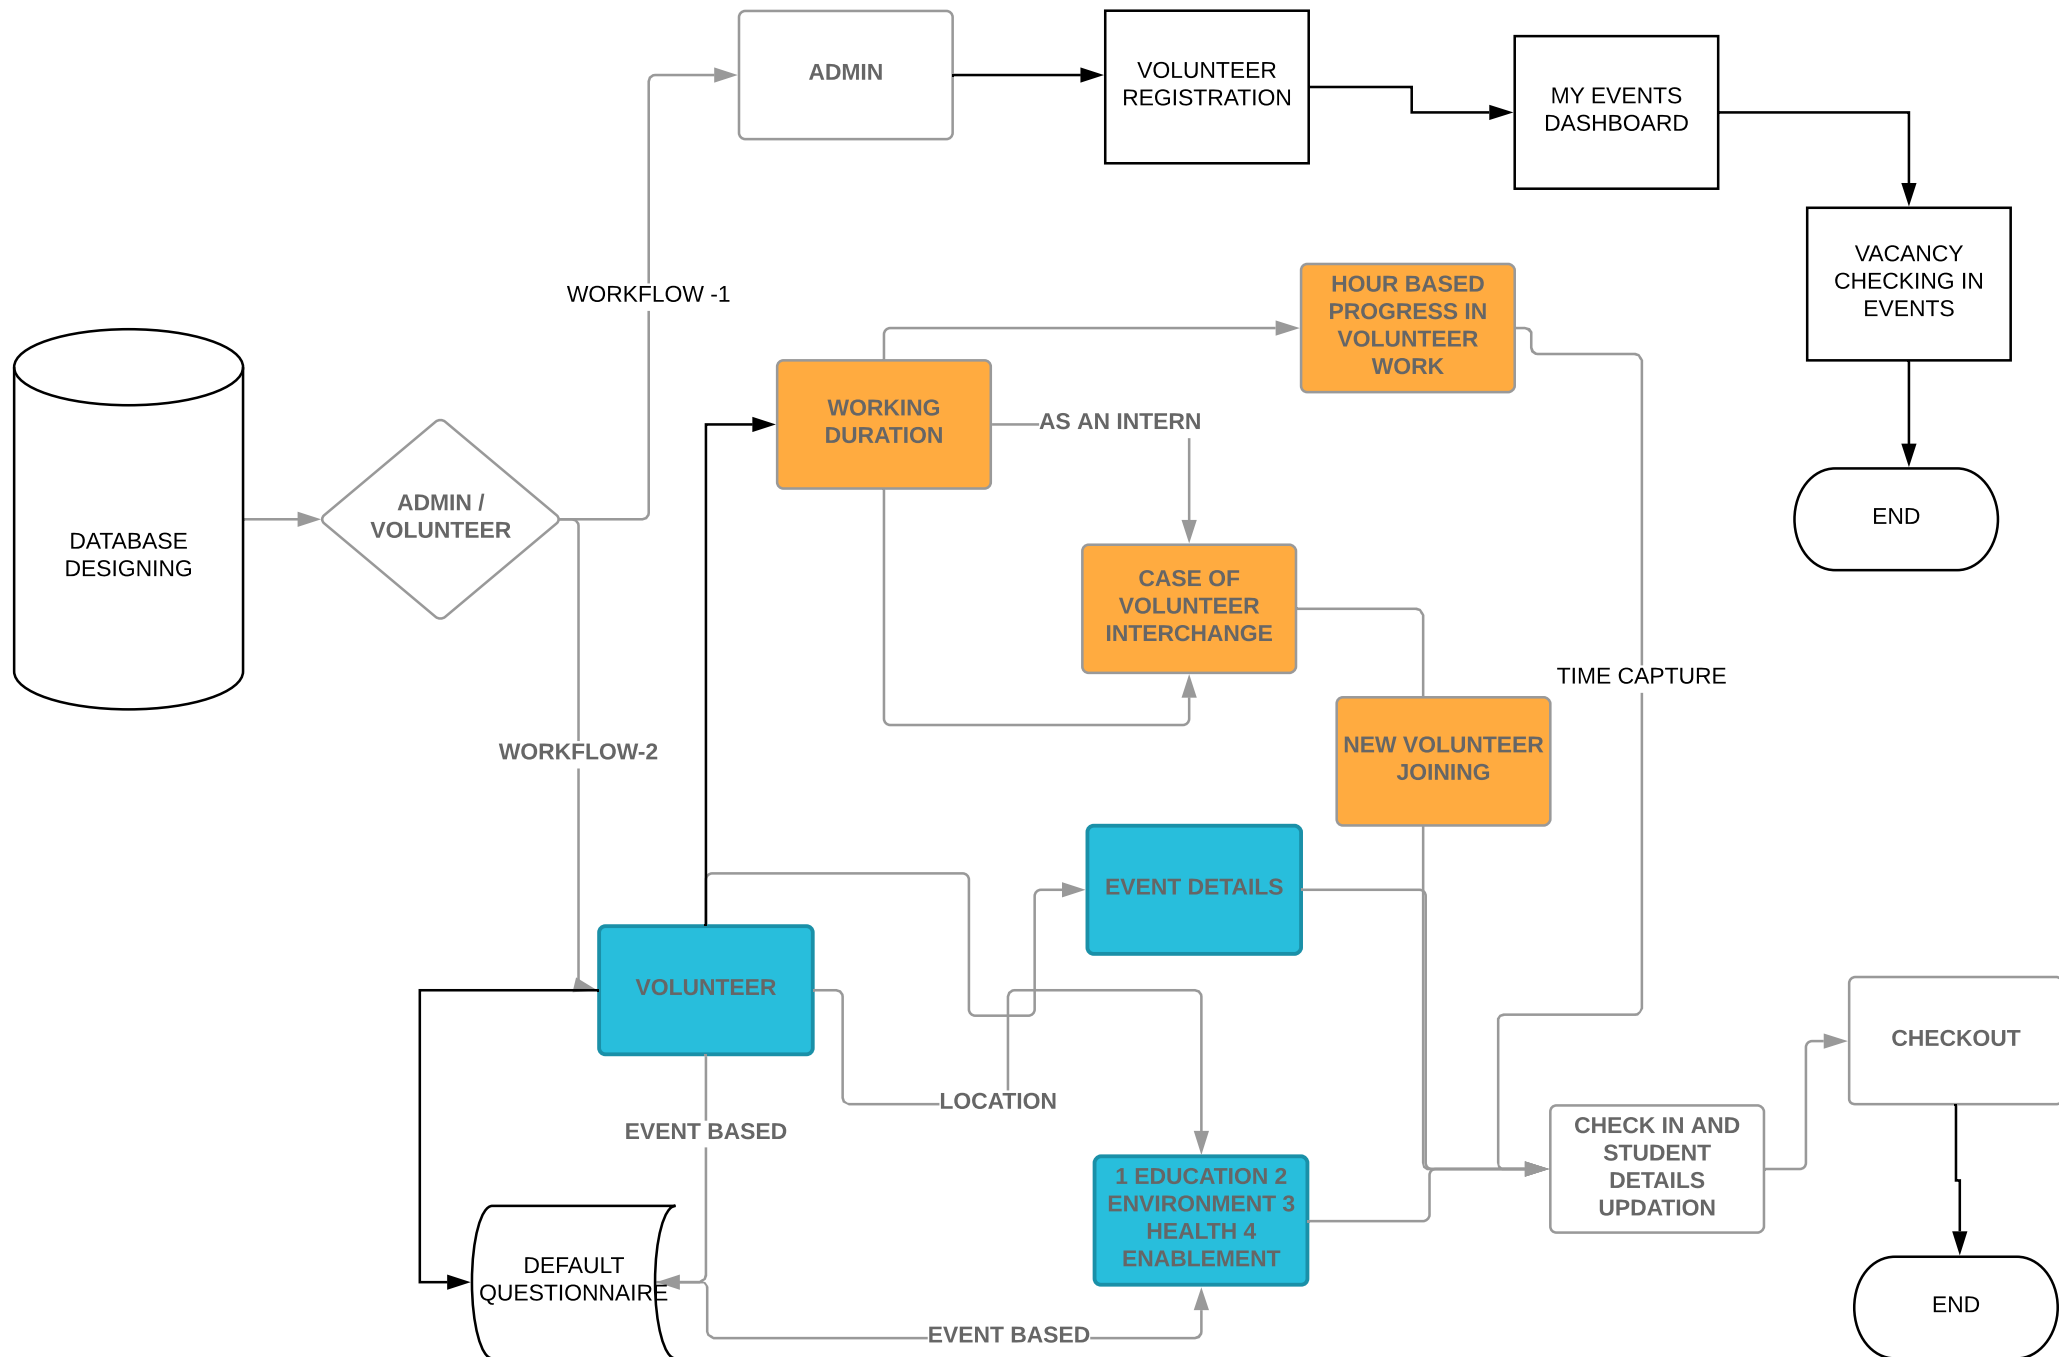 ADMIN
VOLUNTEER
REGISTRATION
MY EVENTS
DASHBOARD
VACANCY
CHECKING IN
EVENTS
END
WORKFLOW -1
HOUR BASED
PROGRESS IN
VOLUNTEER
WORK
WORKING
DURATION
AS AN INTERN
DATABASE
DESIGNING
ADMIN /
VOLUNTEER
CASE OF
VOLUNTEER
INTERCHANGE
TIME CAPTURE
WORKFLOW-2
NEW VOLUNTEER
JOINING
EVENT DETAILS
VOLUNTEER
LOCATION
EVENT BASED
CHECKOUT
CHECK IN AND
STUDENT
DETAILS
UPDATION
1 EDUCATION 2
ENVIRONMENT 3
HEALTH 4
ENABLEMENT
DEFAULT
QUESTIONNAIRE
EVENT BASED
END